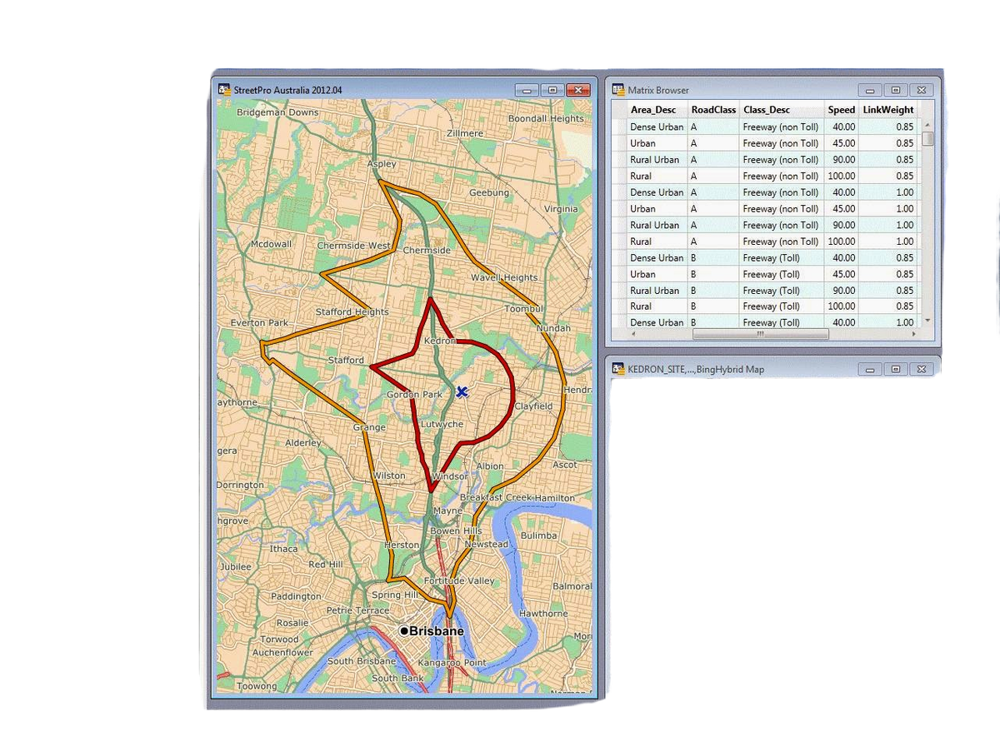 StreetPro Australia 2012.04
Bridgeman Downs
Boondall Heights
Zillmere
Aspley
Geebung
Virginia
McDowall
Chermside West
Chermside
Wavell Heights
Stafford Heights
Toombul
Everton Park
Nundah
Kedron
Stafford
Gordon Park
Hendra
aythorne
Clayfield
Grange
Lutwyche
Alderley
gera
Albion
Ascot
Wilston
Windsor
Dorrington
Breakfast Creek
Hamilton
Mayne
hgrove
Bowen Hills
Bulimba
Herston
Newstead
Ithaca
Red Hill
Jubilee
Fortitude Valley
Balmoral
Paddington
Spring Hill
Petrie Terrace
Hawthorne
Rosalie
Brisbane
Torwood
Auchenflower
South Brisbane
Kangaroo Point
South Bank
Toowong
Matrix Browser
Area_Desc RoadClass Class_Desc Speed LinkWeight
Dense Urban A Freeway (non Toll) 40.00 0.85
Urban A Freeway (non Toll) 45.00 0.85
Rural Urban A Freeway (non Toll) 90.00 0.85
Rural A Freeway (non Toll) 100.00 0.85
Dense Urban A Freeway (non Toll) 40.00 1.00
Urban A Freeway (non Toll) 45.00 1.00
Rural Urban A Freeway (non Toll) 90.00 1.00
Rural A Freeway (non Toll) 100.00 1.00
Dense Urban B Freeway (Toll) 40.00 0.85
Urban B Freeway (Toll) 45.00 0.85
Rural Urban B Freeway (Toll) 90.00 0.85
Rural B Freeway (Toll) 100.00 0.85
Dense Urban B Freeway (Toll) 40.00 1.00
KEDRON_SITE,...,BingHybrid Map